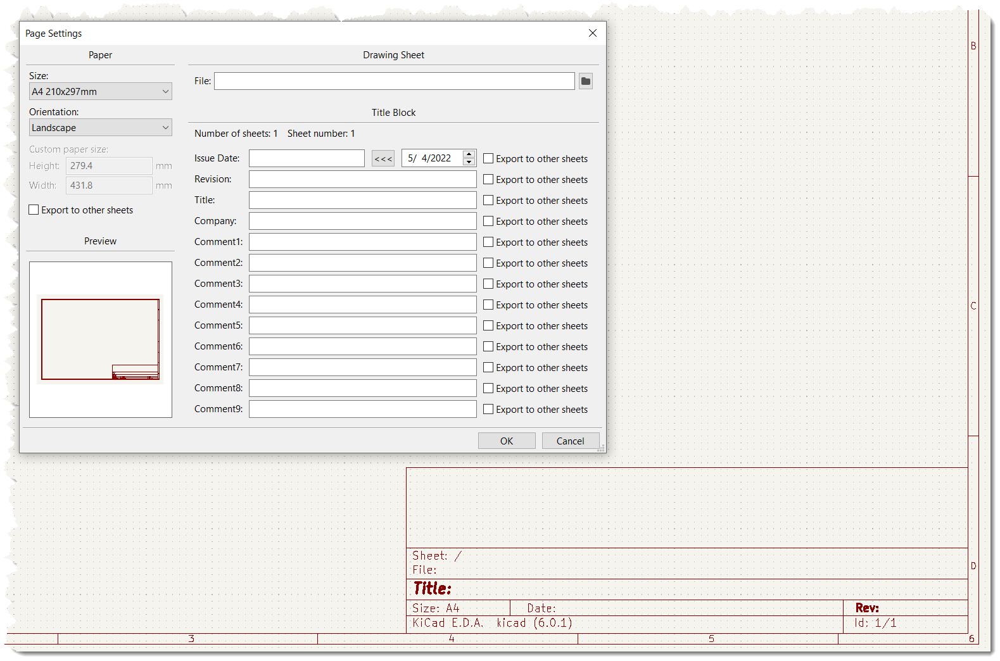 Page Settings
Paper
Size:
A4 210x297mm
Orientation:
Landscape
Custom paper size:
Height: 279.4 mm
Width: 431.8 mm
Export to other sheets
Preview
Drawing Sheet
File:
Title Block
Number of sheets: 1 Sheet number: 1
Issue Date: <<< 5/ 4/2022 Export to other sheets
Revision: Export to other sheets
Title: Export to other sheets
Company: Export to other sheets
Comment1: Export to other sheets
Comment2: Export to other sheets
Comment3: Export to other sheets
Comment4: Export to other sheets
Comment5: Export to other sheets
Comment6: Export to other sheets
Comment7: Export to other sheets
Comment8: Export to other sheets
Comment9: Export to other sheets
OK Cancel
B
C
D
Sheet: /
File:
Title:
Size: A4 Date: Rev:
KiCad E.D.A. kicad (6.0.1) Id: 1/1
3 4 5 6